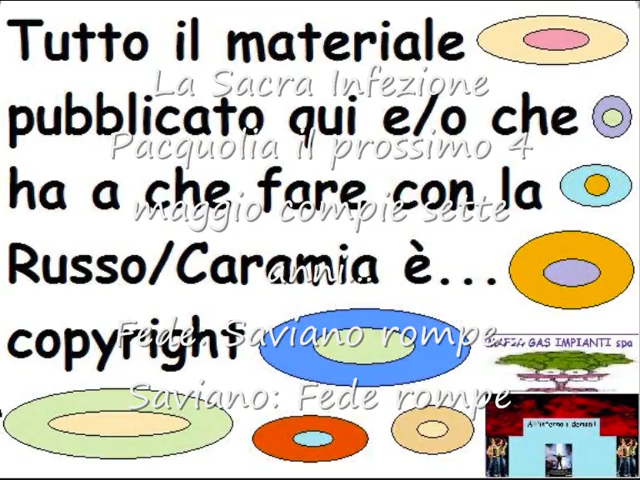 Tutto il materiale
pubblicato qui e/o che
ha a che fare con la
Russo/Caramia è...
copyright
La Sacra Infezione
Pacquolia il prossimo 4
maggio compie sette
anni...
Fede: Saviano rompe
Saviano: Fede rompe
GAS IMPIANTI spa